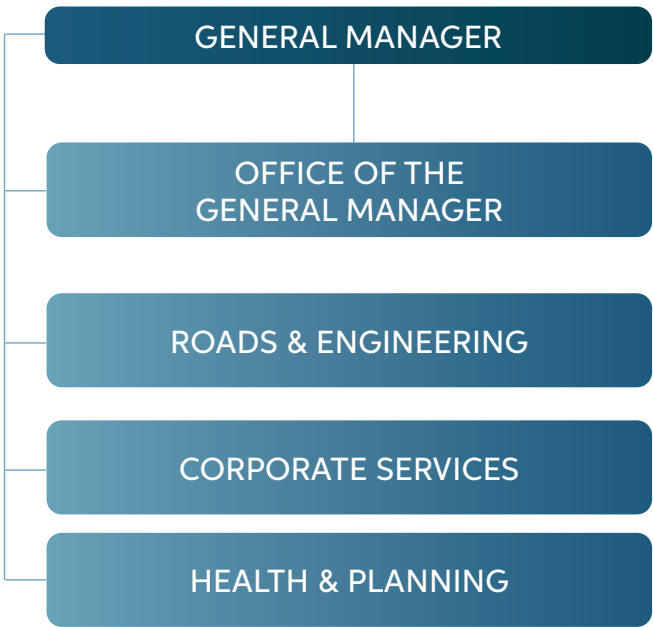 GENERAL MANAGER
OFFICE OF THE
GENERAL MANAGER
ROADS & ENGINEERING
CORPORATE SERVICES
HEALTH & PLANNING